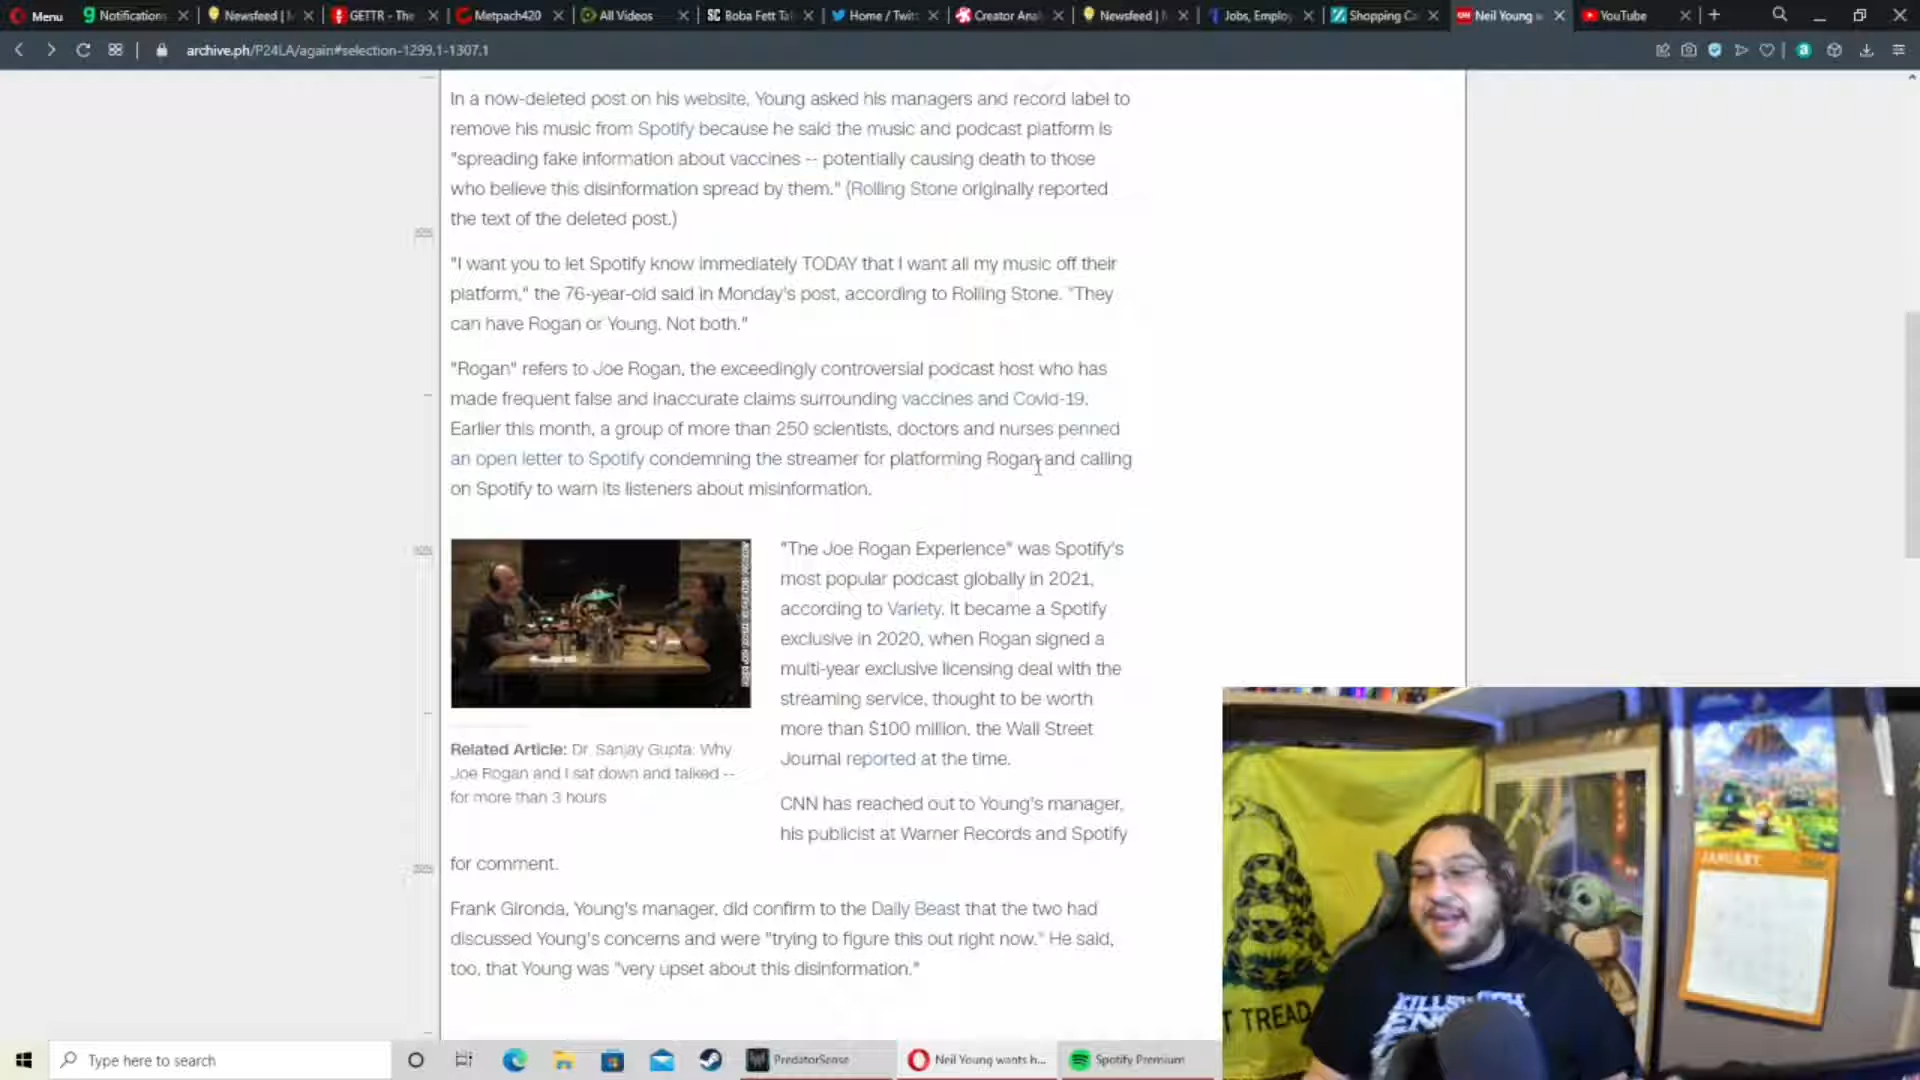 Menu
Notifications
Newsfeed
GETTR - The
Metpach420
All Videos
SC Boba Fett Ta
Home / Twit
Creator Ana
Newsfeed
Jobs, Emplo
Shopping C
Neil Young
YouTube
archive.ph/P24LA/again#selection-1299.1-1307.1
In a now-deleted post on his website, Young asked his managers and record label to
remove his music from Spotify because he said the music and podcast platform is
"spreading fake information about vaccines -- potentially causing death to those
who believe this disinformation spread by them." (Rolling Stone originally reported
the text of the deleted post.)
"I want you to let Spotify know immediately TODAY that I want all my music off their
platform," the 76-year-old said in Monday's post, according to Rolling Stone. "They
can have Rogan or Young. Not both."
"Rogan" refers to Joe Rogan, the exceedingly controversial podcast host who has
made frequent false and inaccurate claims surrounding vaccines and Covid-19.
Earlier this month, a group of more than 250 scientists, doctors and nurses penned
an open letter to Spotify condemning the streamer for platforming Rogan and calling
on Spotify to warn its listeners about misinformation.
"The Joe Rogan Experience" was Spotify's
most popular podcast globally in 2021,
according to Variety. It became a Spotify
exclusive in 2020, when Rogan signed a
multi-year exclusive licensing deal with the
streaming service, thought to be worth
more than $100 million, the Wall Street
Journal reported at the time.
Related Article: Dr. Sanjay Gupta: Why
Joe Rogan and I sat down and talked --
for more than 3 hours
CNN has reached out to Young's manager,
his publicist at Warner Records and Spotify
for comment.
Frank Gironda, Young's manager, did confirm to the Daily Beast that the two had
discussed Young's concerns and were "trying to figure this out right now." He said,
too, that Young was "very upset about this disinformation."
JANUARY
T TREAD
KILLSWITCH
Type here to search
PredatorSense
Neil Young wants h...
Spotify Premium